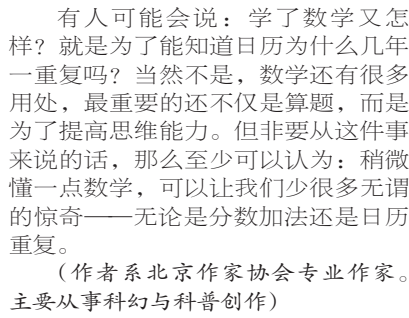 有人可能会说：学了数学又怎
样？就是为了能知道日历为什么几年
一重复吗？当然不是，数学还有很多
用处，最重要的还不仅是算题，而是
为了提高思维能力。但非要从这件事
来说的话，那么至少可以认为：稍微
懂一点数学，可以让我们少很多无谓
的惊奇——无论是分数加法还是日历
重复。
（作者系北京作家协会专业作家。
主要从事科幻与科普创作）